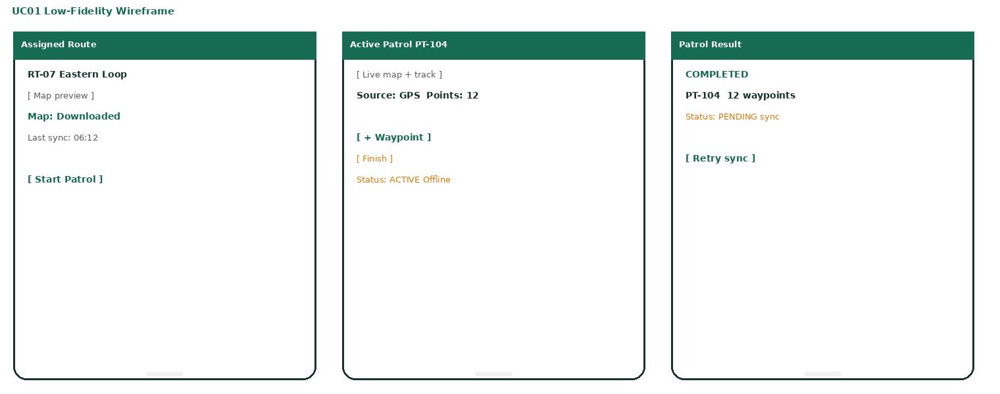 UC01 Low-Fidelity Wireframe
Assigned Route
RT-07 Eastern Loop
[ Map preview ]
Map: Downloaded
Last sync: 06:12
[ Start Patrol ]
Active Patrol PT-104
[ Live map + track ]
Source: GPS  Points: 12
[ + Waypoint ]
[ Finish ]
Status: ACTIVE Offline
Patrol Result
COMPLETED
PT-104  12 waypoints
Status: PENDING sync
[ Retry sync ]